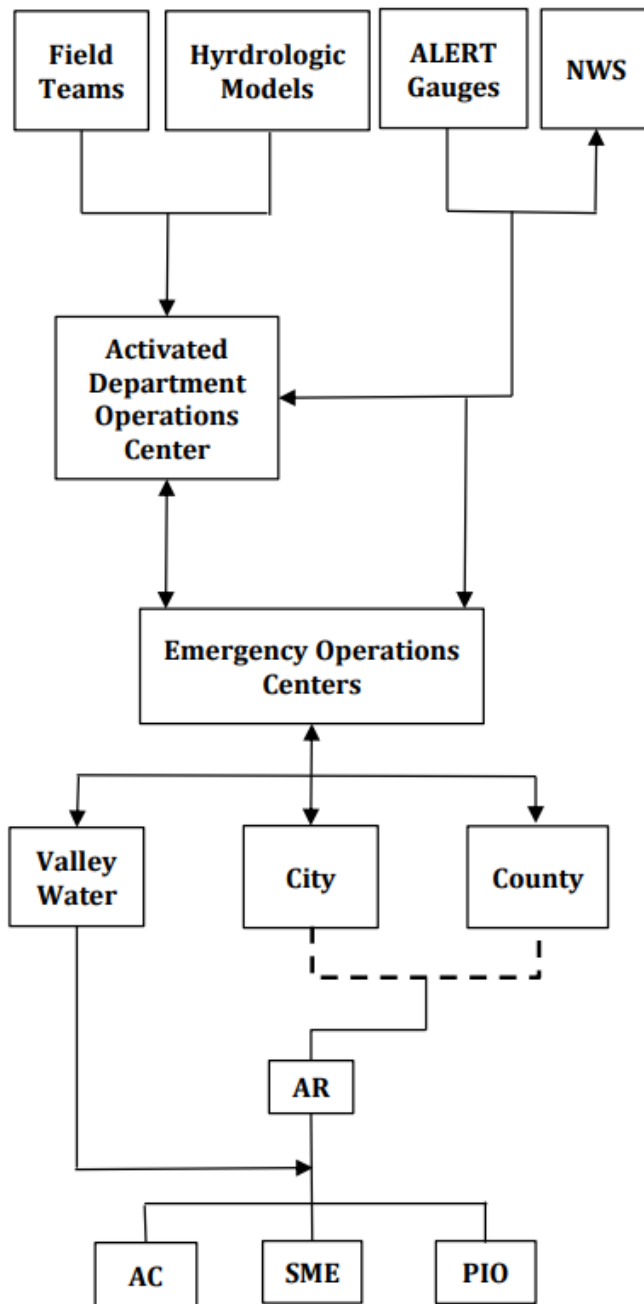 Field
Teams
Hyrdrologic
Models
ALERT
Gauges
NWS
Activated
Department
Operations
Center
Emergency Operations
Centers
Valley
Water
City
County
AR
AC
SME
PIO